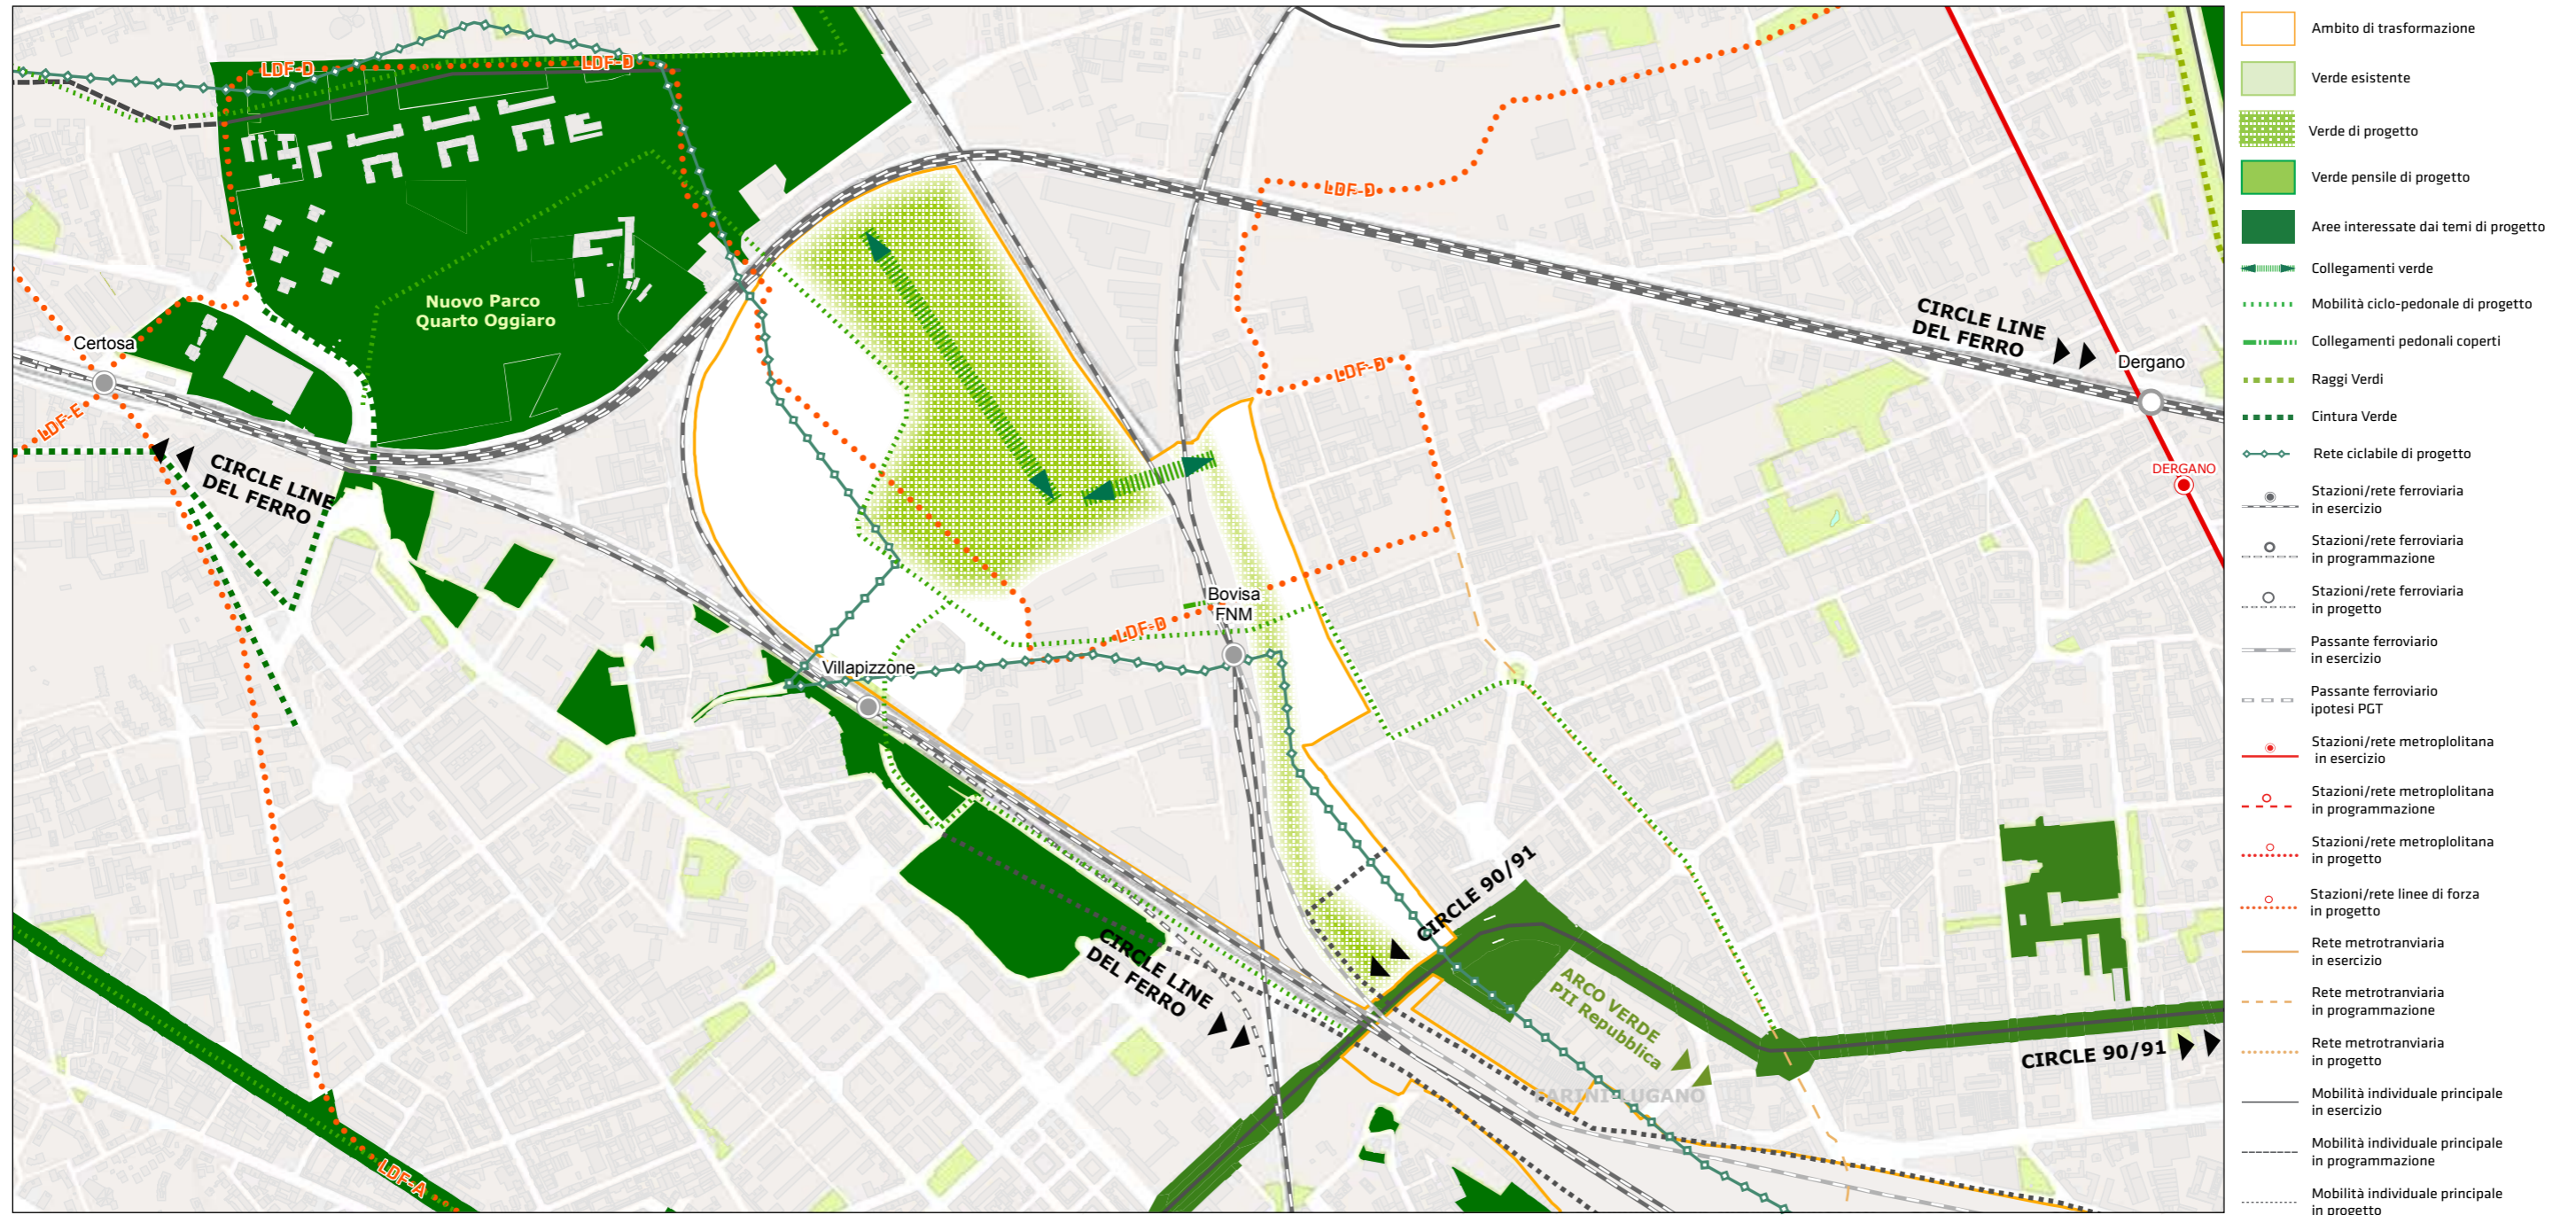 LDF-D
LDF-D
Nuovo Parco
Quarto Oggiaro
Certosa
LDF-E
CIRCLE LINE
DEL FERRO
LDF-D
LDF-D
CIRCLE LINE
DEL FERRO
Dergano
DERGANO
Bovisa
FNM
LDF-D
Villapizzone
CIRCLE 90/91
CIRCLE LINE
DEL FERRO
ARCO VERDE
PII Repubblica
FARINI-LUGANO
CIRCLE 90/91
LDF-A
Ambito di trasformazione
Verde esistente
Verde di progetto
Verde pensile di progetto
Aree interessate dai temi di progetto
Collegamenti verde
Mobilità ciclo-pedonale di progetto
Collegamenti pedonali coperti
Raggi Verdi
Cintura Verde
Rete ciclabile di progetto
Stazioni/rete ferroviaria
in esercizio
Stazioni/rete ferroviaria
in programmazione
Stazioni/rete ferroviaria
in progetto
Passante ferroviario
in esercizio
Passante ferroviario
ipotesi PGT
Stazioni/rete metroplolitana
in esercizio
Stazioni/rete metroplolitana
in programmazione
Stazioni/rete metroplolitana
in progetto
Stazioni/rete linee di forza
in progetto
Rete metrotranviaria
in esercizio
Rete metrotranviaria
in programmazione
Rete metrotranviaria
in progetto
Mobilità individuale principale
in esercizio
Mobilità individuale principale
in programmazione
Mobilità individuale principale
in progetto